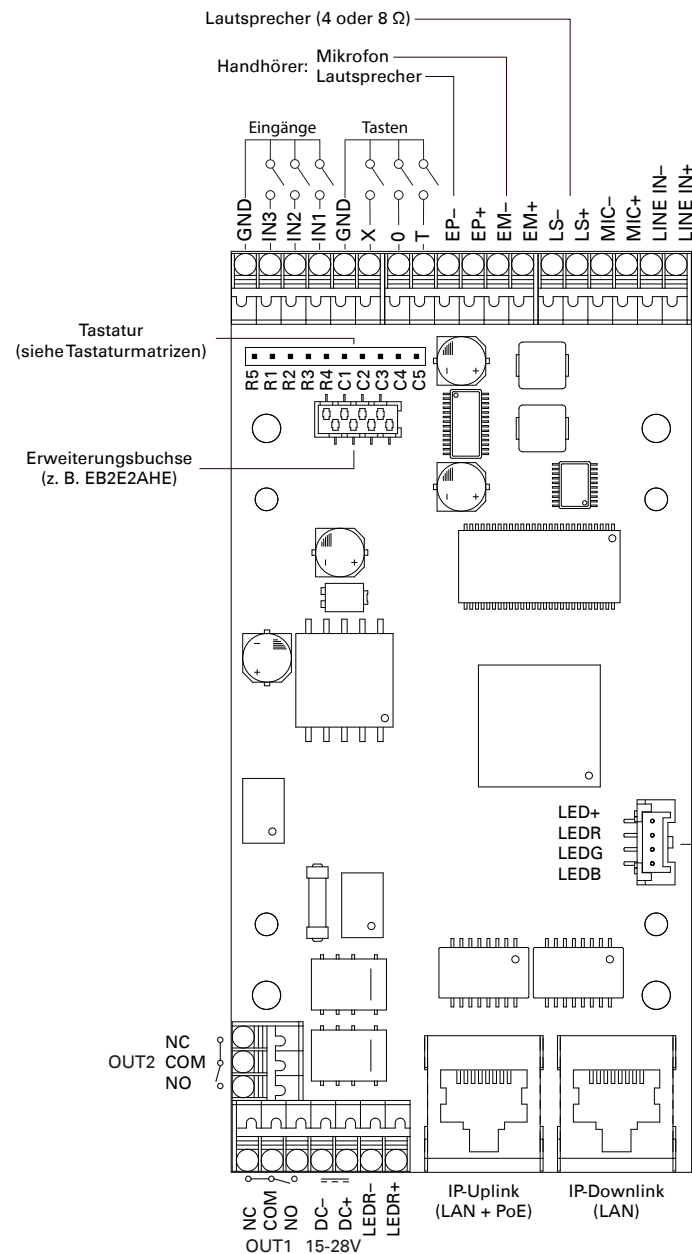 Lautsprecher (4 oder 8 Ω)
Handhörer: Mikrofon
Lautsprecher
Eingänge
Tasten
GND
IN3
IN2
IN1
GND
X
0
T
EP–
EP+
EM–
EM+
LS–
LS+
MIC–
MIC+
LINE IN–
LINE IN+
Tastatur
(siehe Tastaturmatrizen)
R5
R1
R2
R3
R4
C1
C2
C3
C4
C5
Erweiterungsbuchse
(z. B. EB2E2AHE)
LED+
LEDR
LEDG
LEDB
NC
OUT2 COM
NO
NC
COM
NO
DC–
DC+
LEDR–
LEDR+
OUT1 15-28V
IP-Uplink
(LAN + PoE)
IP-Downlink
(LAN)